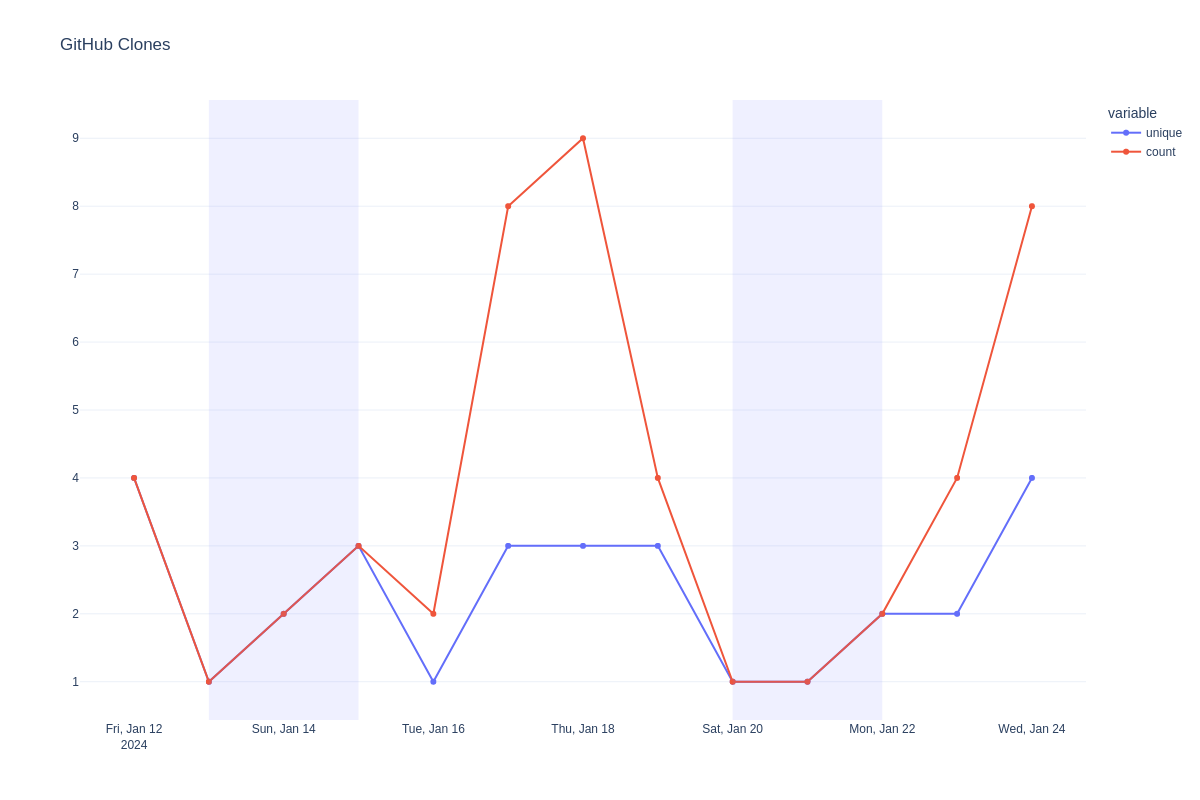 GitHub Clones
variable
unique
count
9
8
7
6
5
4
3
2
1
Fri, Jan 12
2024
Sun, Jan 14
Tue, Jan 16
Thu, Jan 18
Sat, Jan 20
Mon, Jan 22
Wed, Jan 24